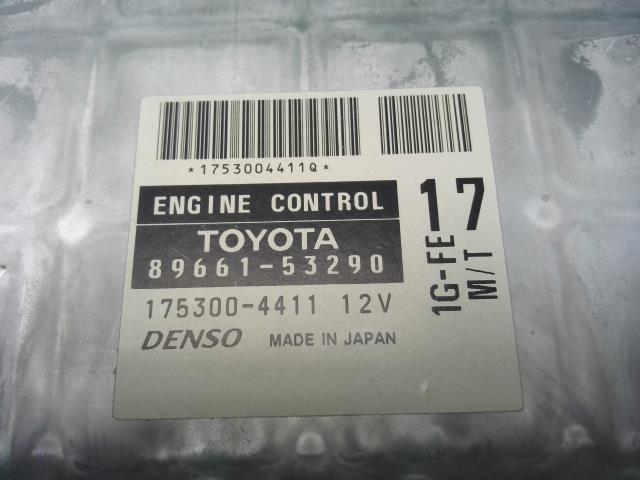 *1753004411Q*
ENGINE CONTROL
TOYOTA
89661-53290
175300-4411 12V
DENSO MADE IN JAPAN
17
1G-FE
M/T